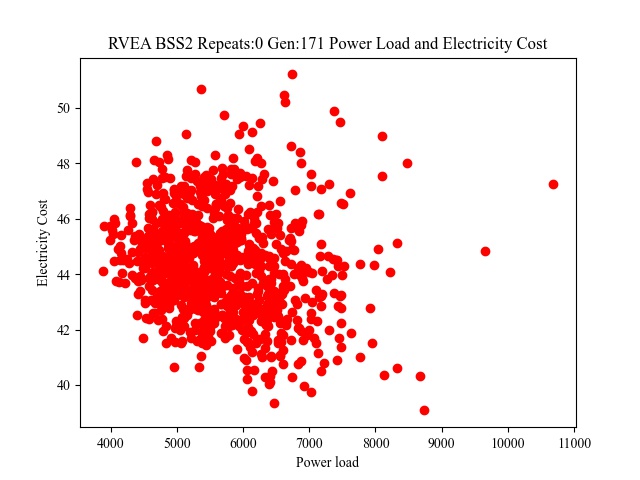 RVEA BSS2 Repeats:0 Gen:171 Power Load and Electricity Cost
50
48
46
44
42
40
Electricity Cost
4000 5000 6000 7000 8000 9000 10000 11000
Power load